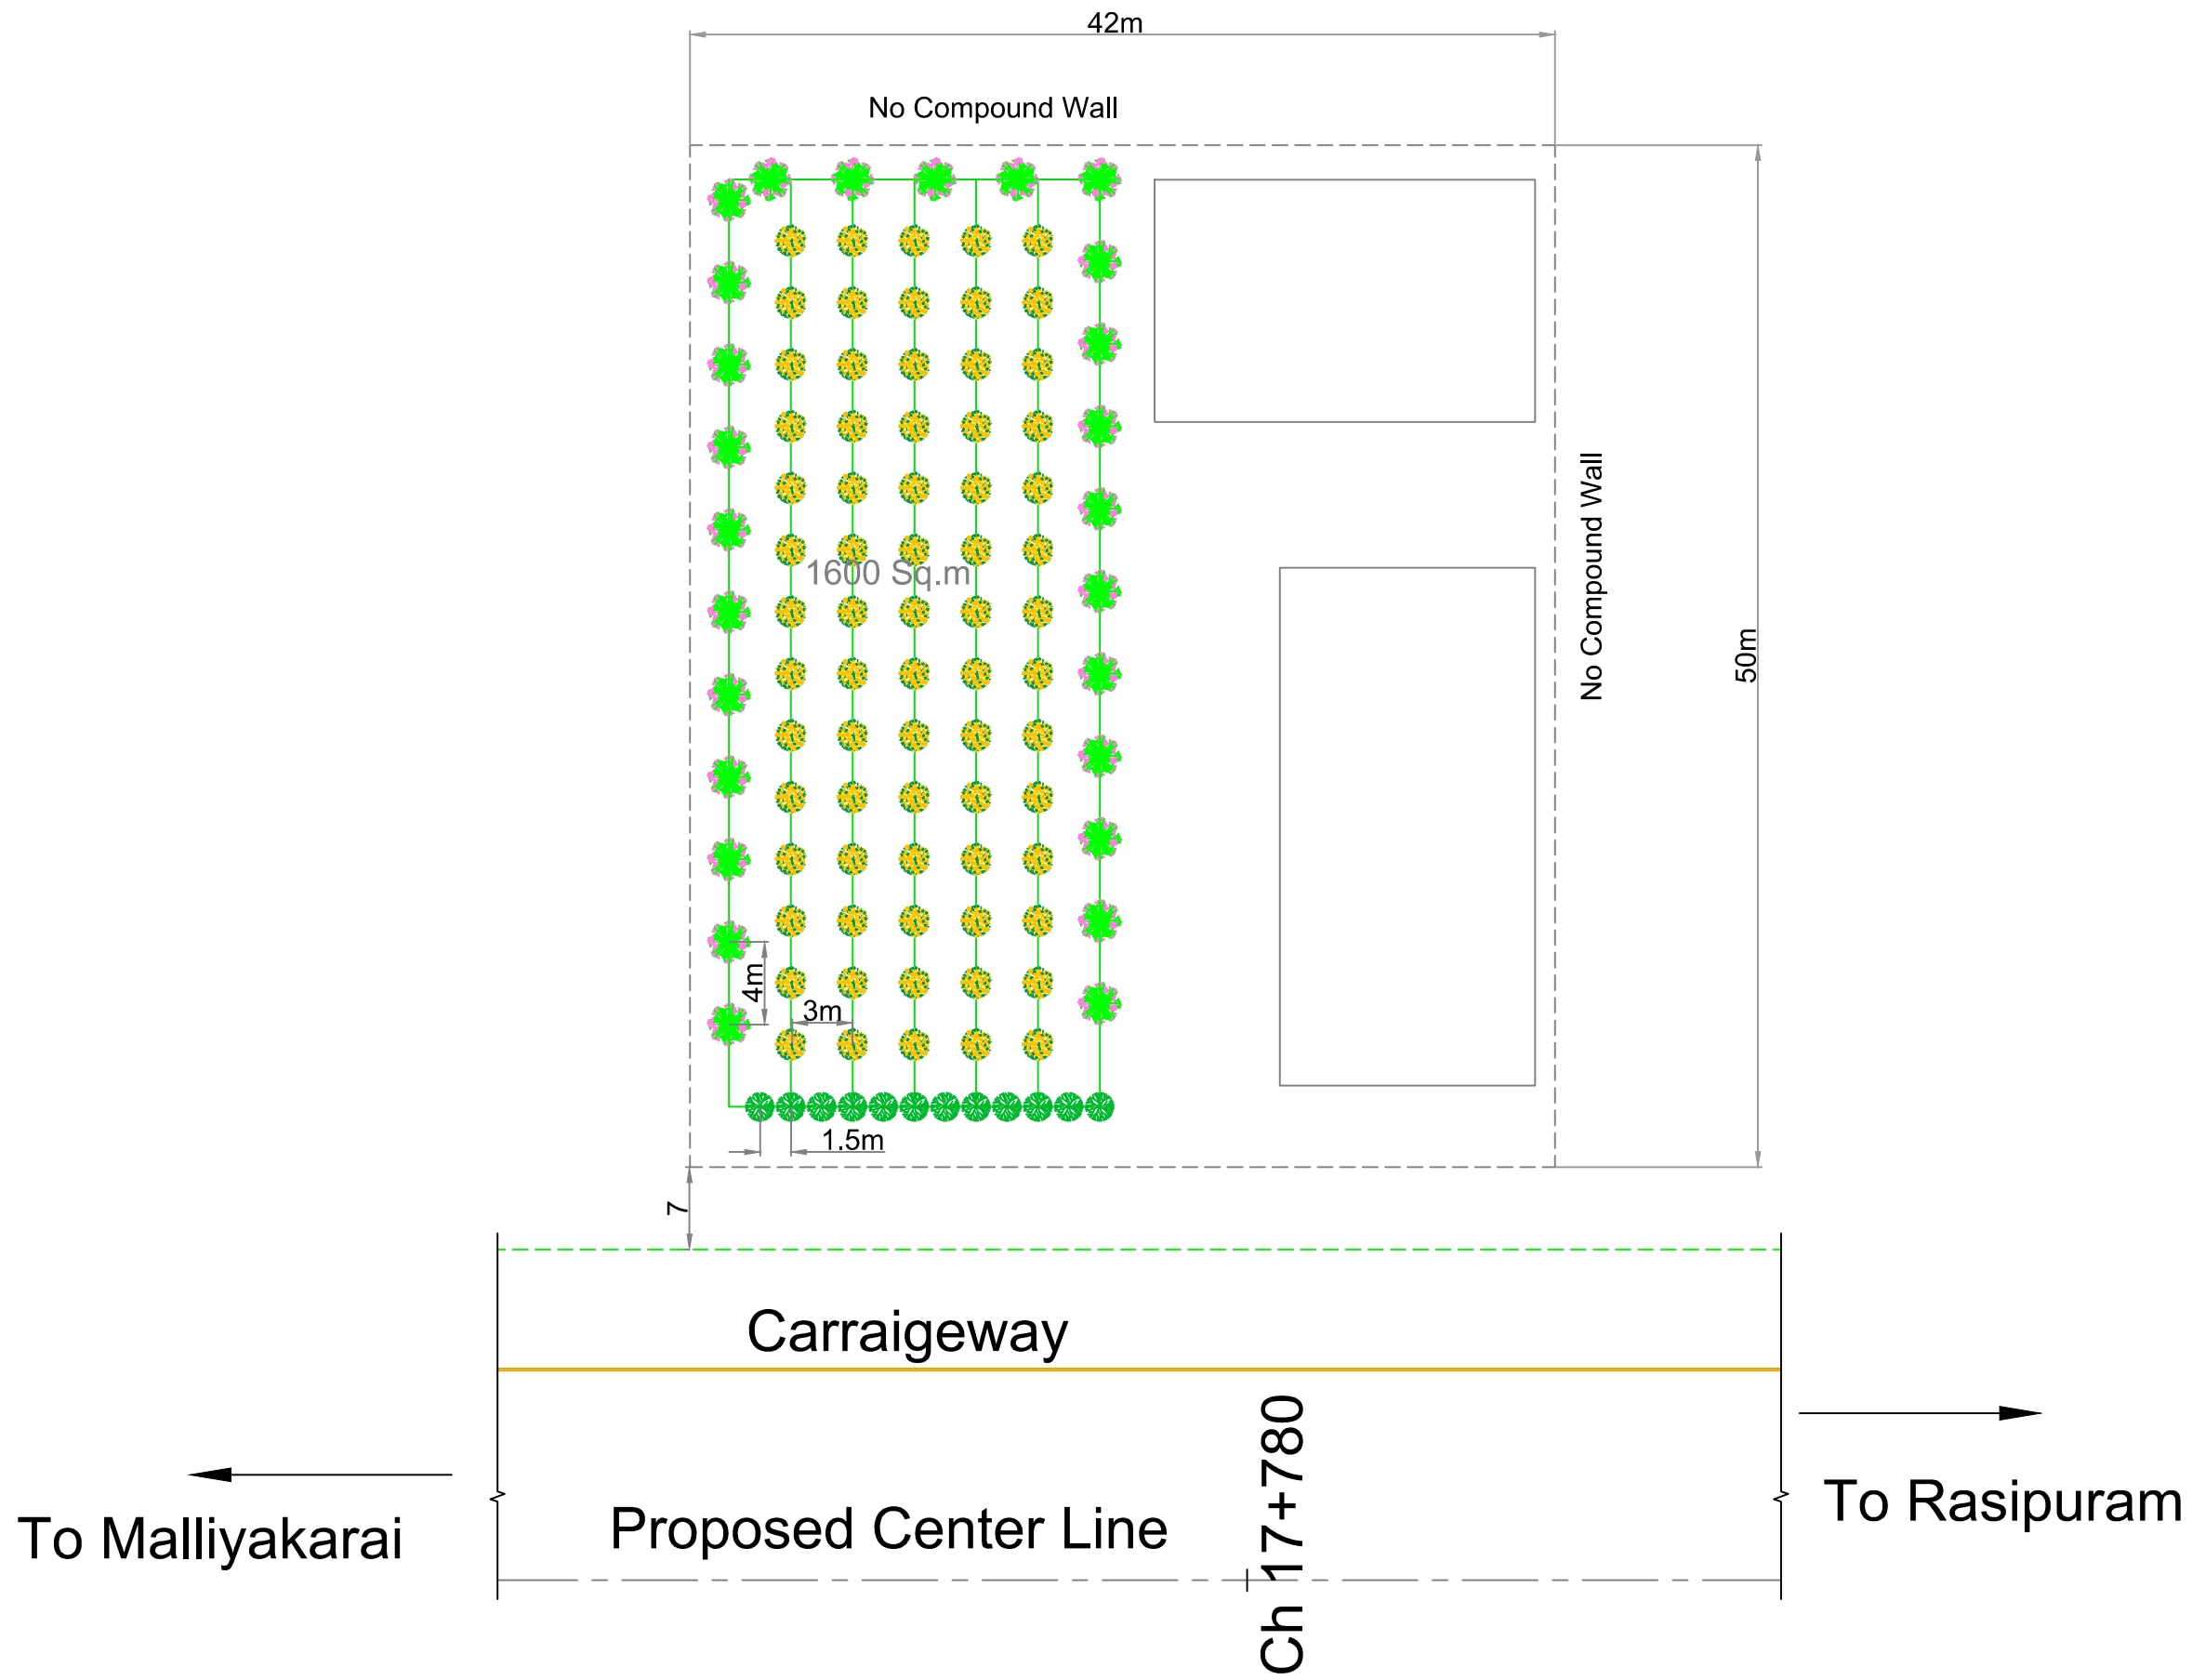 42m
No Compound Wall
1600 Sq.m
No Compound Wall
50m
4m
3m
1.5m
7
Carraigeway
Ch 17+780
To Malliyakarai
Proposed Center Line
To Rasipuram